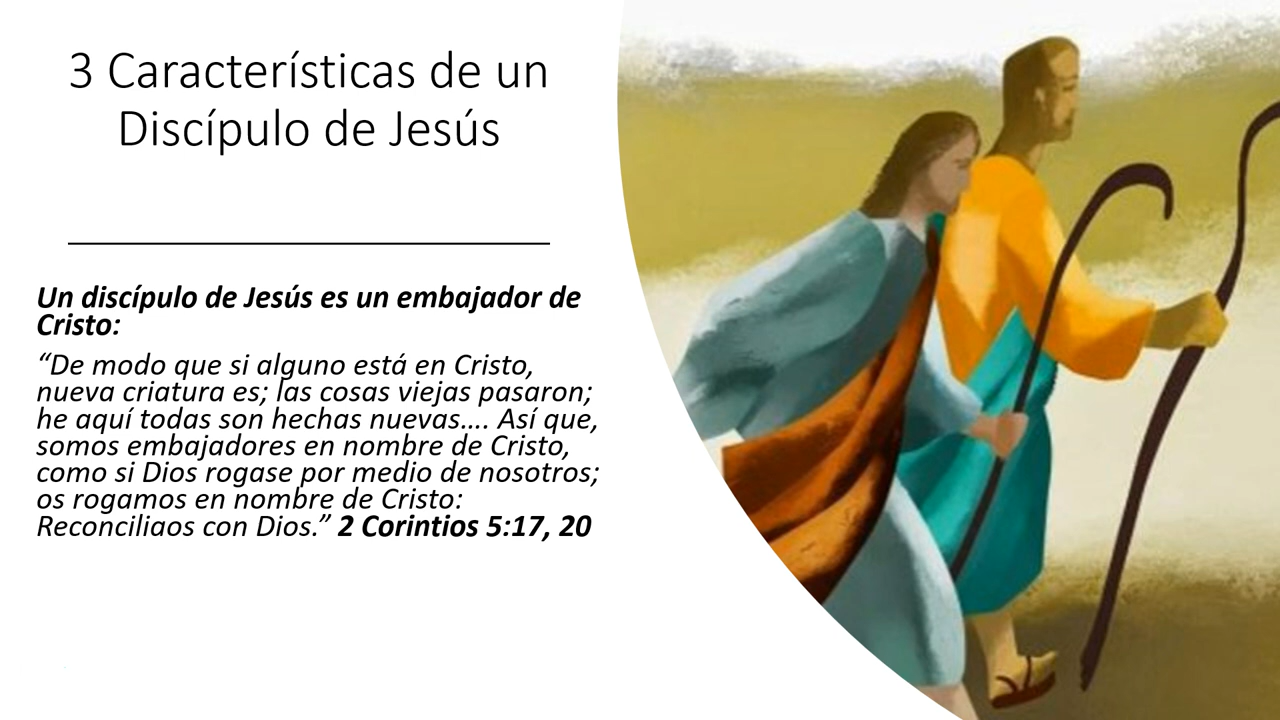 3 Características de un
Discípulo de Jesús
Un discípulo de Jesús es un embajador de
Cristo:
“De modo que si alguno está en Cristo,
nueva criatura es; las cosas viejas pasaron;
he aquí todas son hechas nuevas…. Así que,
somos embajadores en nombre de Cristo,
como si Dios rogase por medio de nosotros;
os rogamos en nombre de Cristo:
Reconciliaos con Dios.” 2 Corintios 5:17, 20